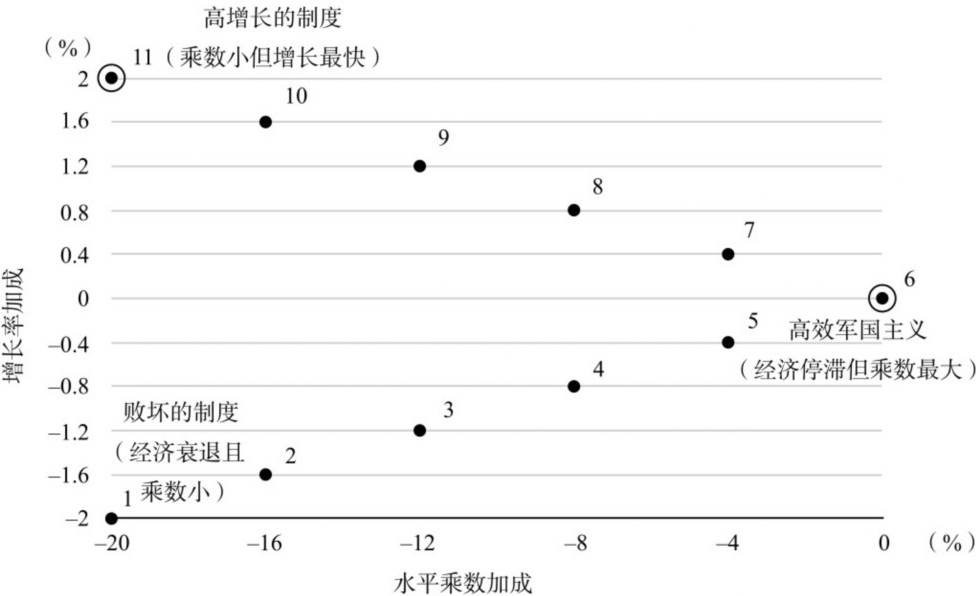 高增长的制度
(%)
11（乘数小但增长最快）
2
10
1.6
9
1.2
8
0.8
7
0.4
6
0
5
高效军国主义
-0.4
（经济停滞但乘数最大）
4
-0.8
3
败坏的制度
-1.2
（经济衰退且
2
-1.6
乘数小）
1
-2
增长率加成
-20 -16 -12 -8 -4 0 (%)
水平乘数加成